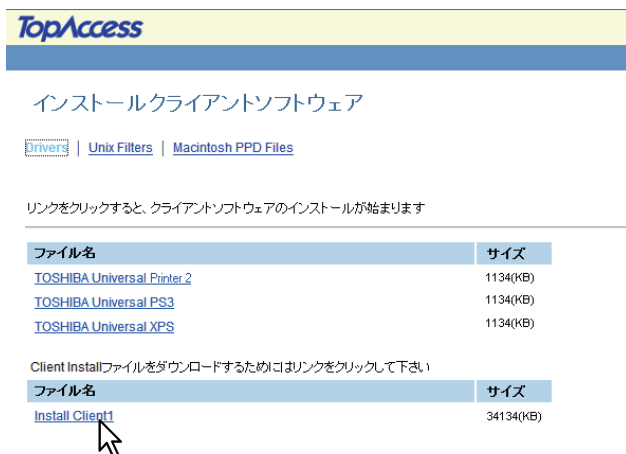 TopAccess
インストールクライアントソフトウェア
Drivers | Unix Filters | Macintosh PPD Files
リンクをクリックすると、クライアントソフトウェアのインストールが始まります
ファイル名 サイズ
TOSHIBA Universal Printer 2 1134(KB)
TOSHIBA Universal PS3 1134(KB)
TOSHIBA Universal XPS 1134(KB)
Client Installファイルをダウンロードするためにはリンクをクリックして下さい
ファイル名 サイズ
Install Client1 34134(KB)